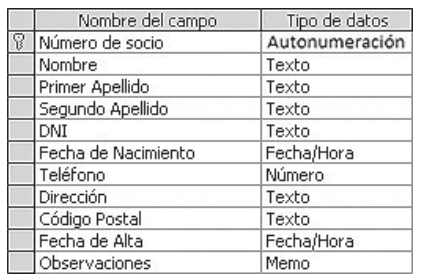 Nombre del campo Tipo de datos
Número de socio Autonumeración
Nombre Texto
Primer Apellido Texto
Segundo Apellido Texto
DNI Texto
Fecha de Nacimiento Fecha/Hora
Teléfono Número
Dirección Texto
Código Postal Texto
Fecha de Alta Fecha/Hora
Observaciones Memo